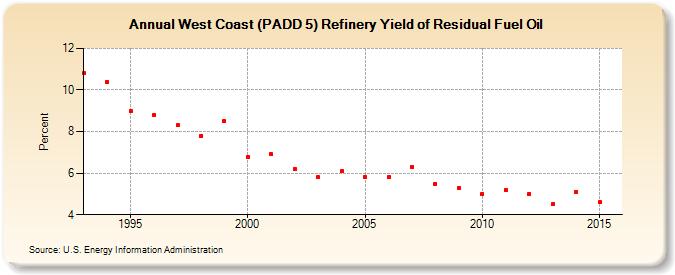 Annual West Coast (PADD 5) Refinery Yield of Residual Fuel Oil
Percent
12
10
8
6
4
1995 2000 2005 2010 2015
Source: U.S. Energy Information Administration